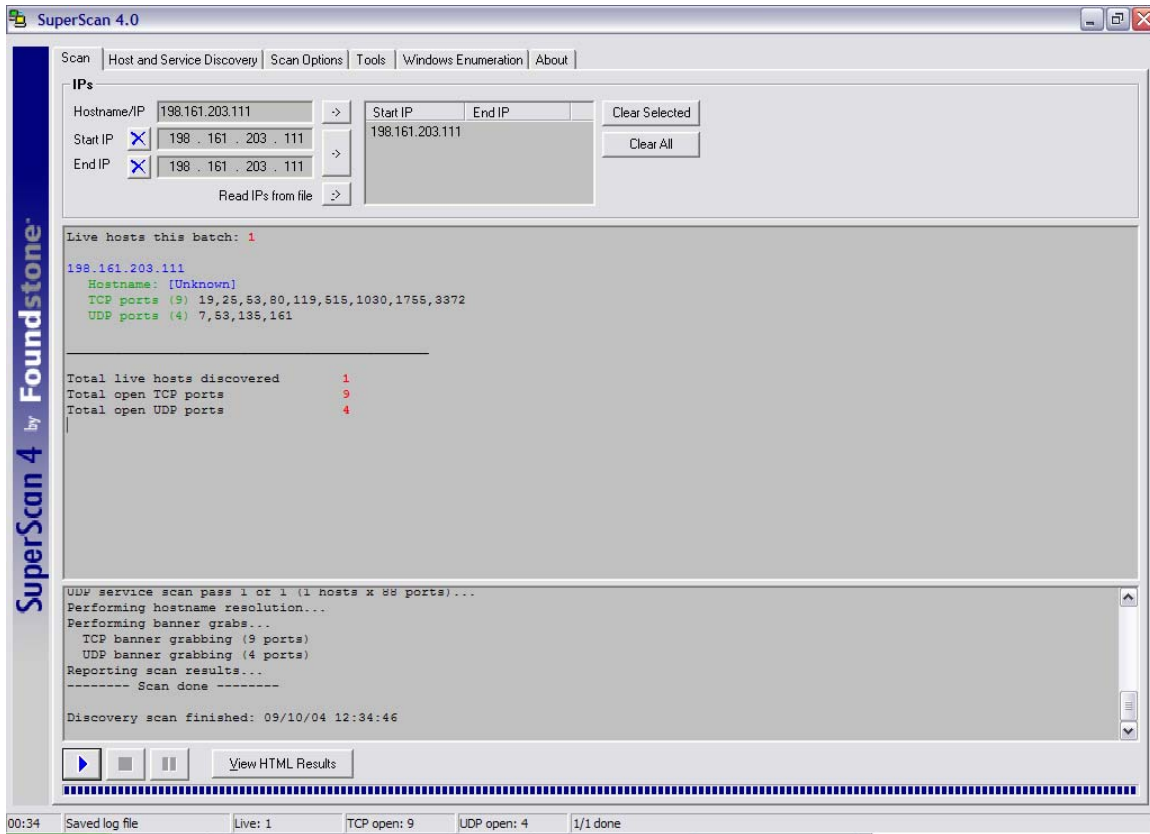 SuperScan 4.0
Scan Host and Service Discovery Scan Options Tools Windows Enumeration About
IPs
Hostname/IP 198.161.203.111 -> Start IP End IP Clear Selected
Start IP X 198 . 161 . 203 . 111 198.161.203.111 Clear All
End IP X 198 . 161 . 203 . 111 ->
Read IPs from file ->
Live hosts this batch: 1
198.161.203.111
Hostname: [Unknown]
TCP ports (9) 19,25,53,80,119,515,1030,1755,3372
UDP ports (4) 7,53,135,161
Total live hosts discovered 1
Total open TCP ports 9
Total open UDP ports 4
UDP service scan pass 1 of 1 (1 hosts x 88 ports)...
Performing hostname resolution...
Performing banner grabs...
TCP banner grabbing (9 ports)
UDP banner grabbing (4 ports)
Reporting scan results...
-------- Scan done --------
Discovery scan finished: 09/10/04 12:34:46
View HTML Results
00:34 Saved log file Live: 1 TCP open: 9 UDP open: 4 1/1 done
SuperScan 4 by Foundstone